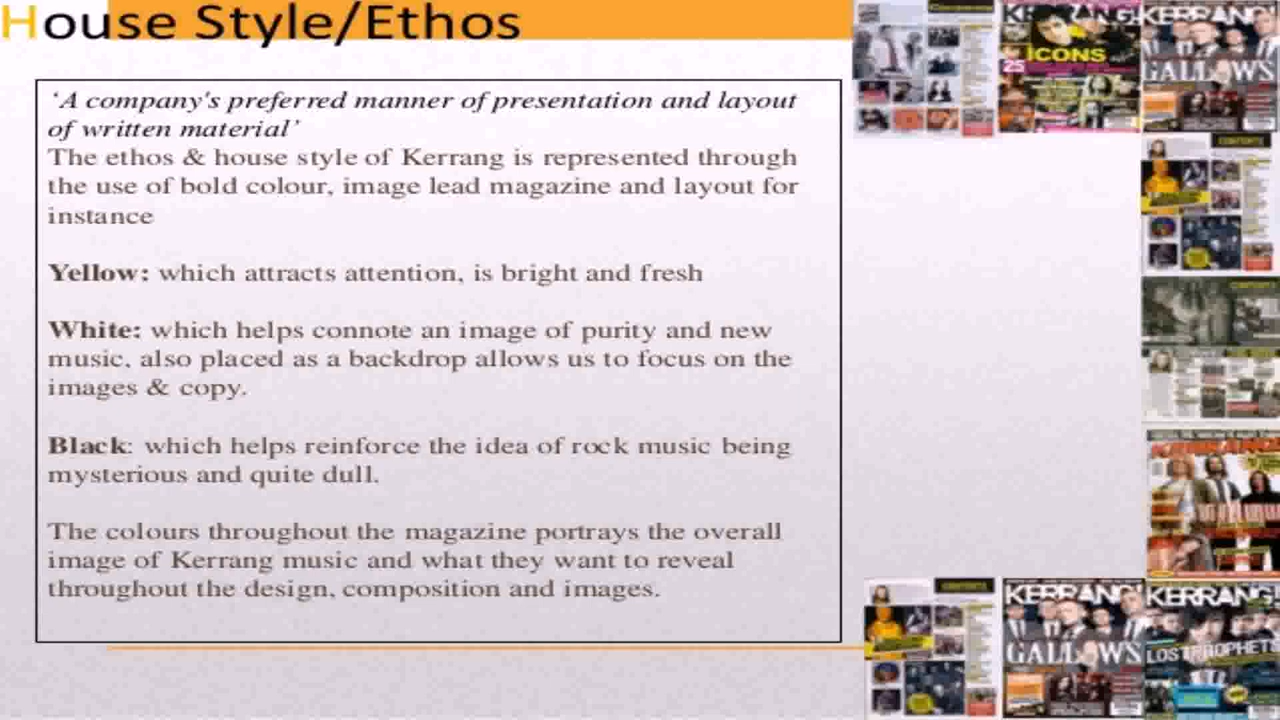 House Style/Ethos
‘A company's preferred manner of presentation and layout
of written material’
The ethos & house style of Kerrang is represented through
the use of bold colour, image lead magazine and layout for
instance
Yellow: which attracts attention, is bright and fresh
White: which helps connote an image of purity and new
music, also placed as a backdrop allows us to focus on the
images & copy.
Black: which helps reinforce the idea of rock music being
mysterious and quite dull.
The colours throughout the magazine portrays the overall
image of Kerrang music and what they want to reveal
throughout the design, composition and images.
KERRANG!
ICONS
25
KERRANG!
GALLOWS
CONTENTS
CONTENTS
KERRANG!
GALLOWS
KERRANG!
LOSTPROPHETS